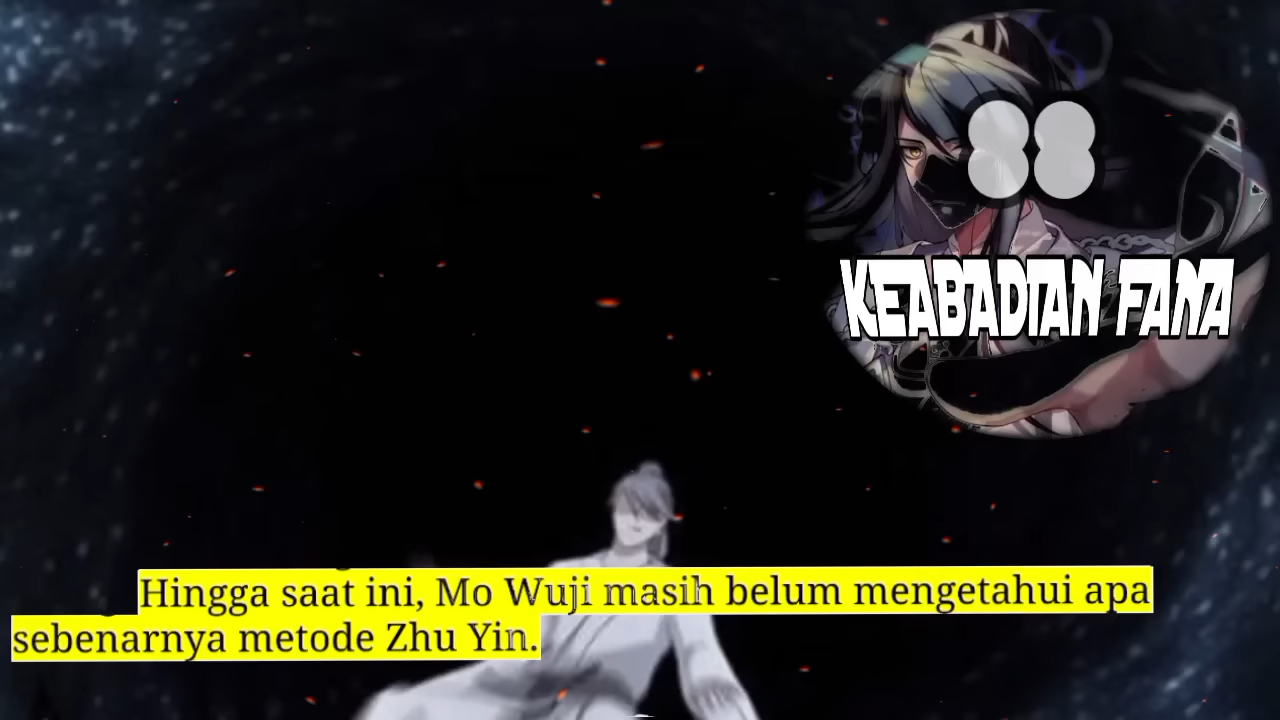 88
KEABADIAN FANA
Hingga saat ini, Mo Wuji masih belum mengetahui apa
sebenarnya metode Zhu Yin.